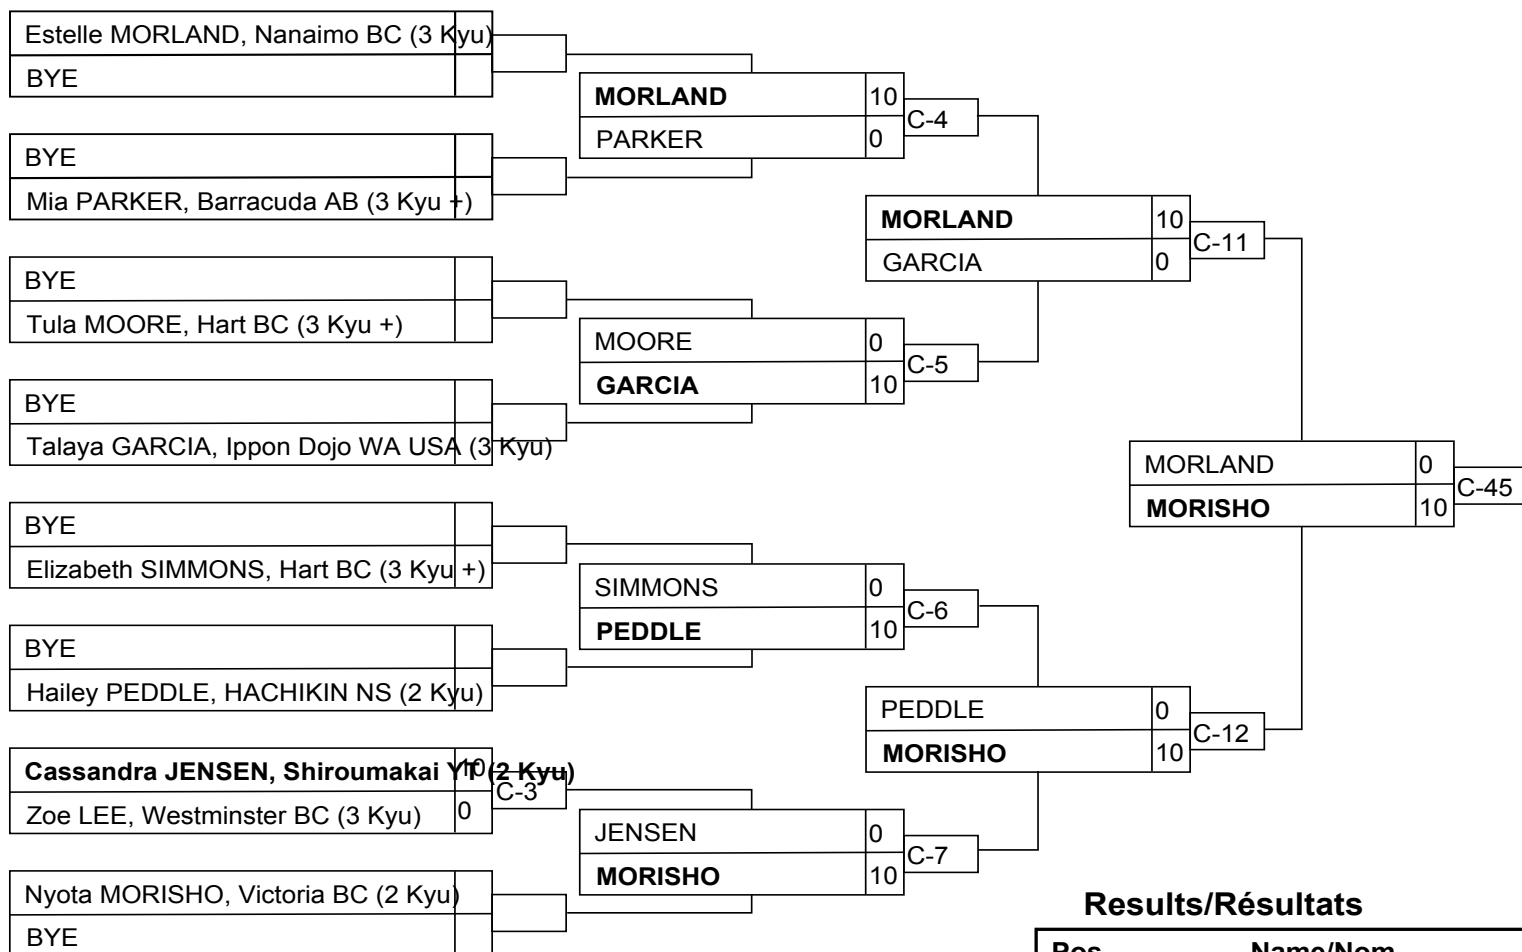 Estelle MORLAND, Nanaimo BC (3 Kyu)
BYE
BYE
Mia PARKER, Barracuda AB (3 Kyu +)
BYE
Tula MOORE, Hart BC (3 Kyu +)
BYE
Talaya GARCIA, Ippon Dojo WA USA (3 Kyu)
BYE
Elizabeth SIMMONS, Hart BC (3 Kyu +)
BYE
Hailey PEDDLE, HACHIKIN NS (2 Kyu)
Cassandra JENSEN, Shiroumakai YT (2 Kyu) 10
Zoe LEE, Westminster BC (3 Kyu) 0
C-3
Nyota MORISHO, Victoria BC (2 Kyu)
BYE
MORLAND 10
PARKER 0
C-4
MOORE 0
GARCIA 10
C-5
SIMMONS 0
PEDDLE 10
C-6
JENSEN 0
MORISHO 10
C-7
MORLAND 10
GARCIA 0
C-11
PEDDLE 0
MORISHO 10
C-12
MORLAND 0
MORISHO 10
C-45
Results/Résultats
Pos Name/Nom